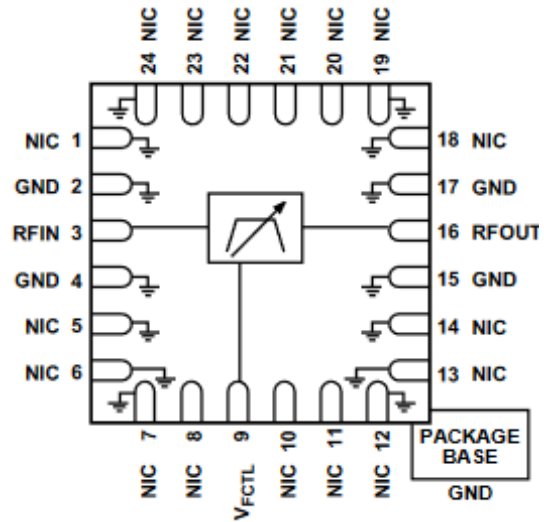 24 NIC
23 NIC
22 NIC
21 NIC
20 NIC
19 NIC
NIC 1
GND 2
RFIN 3
GND 4
NIC 5
NIC 6
18 NIC
17 GND
16 RFOUT
15 GND
14 NIC
13 NIC
NIC 7
NIC 8
VFCTL 9
NIC 10
NIC 11
NIC 12
PACKAGE
BASE
GND